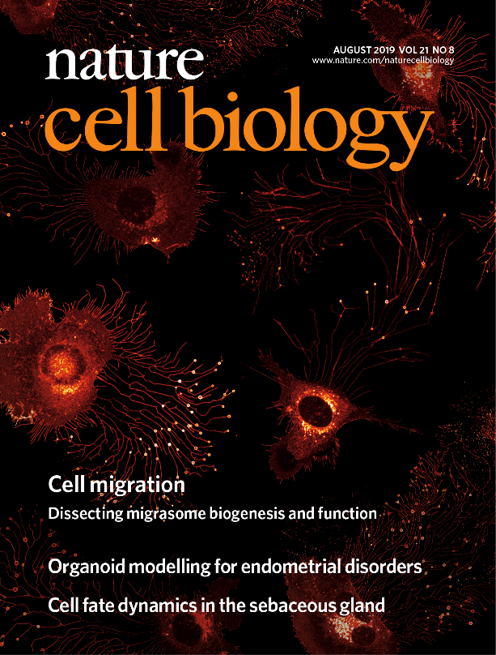 AUGUST 2019 VOL 21 NO 8
www.nature.com/naturecellbiology
nature
cell biology
Cell migration
Dissecting migrasome biogenesis and function
Organoid modelling for endometrial disorders
Cell fate dynamics in the sebaceous gland